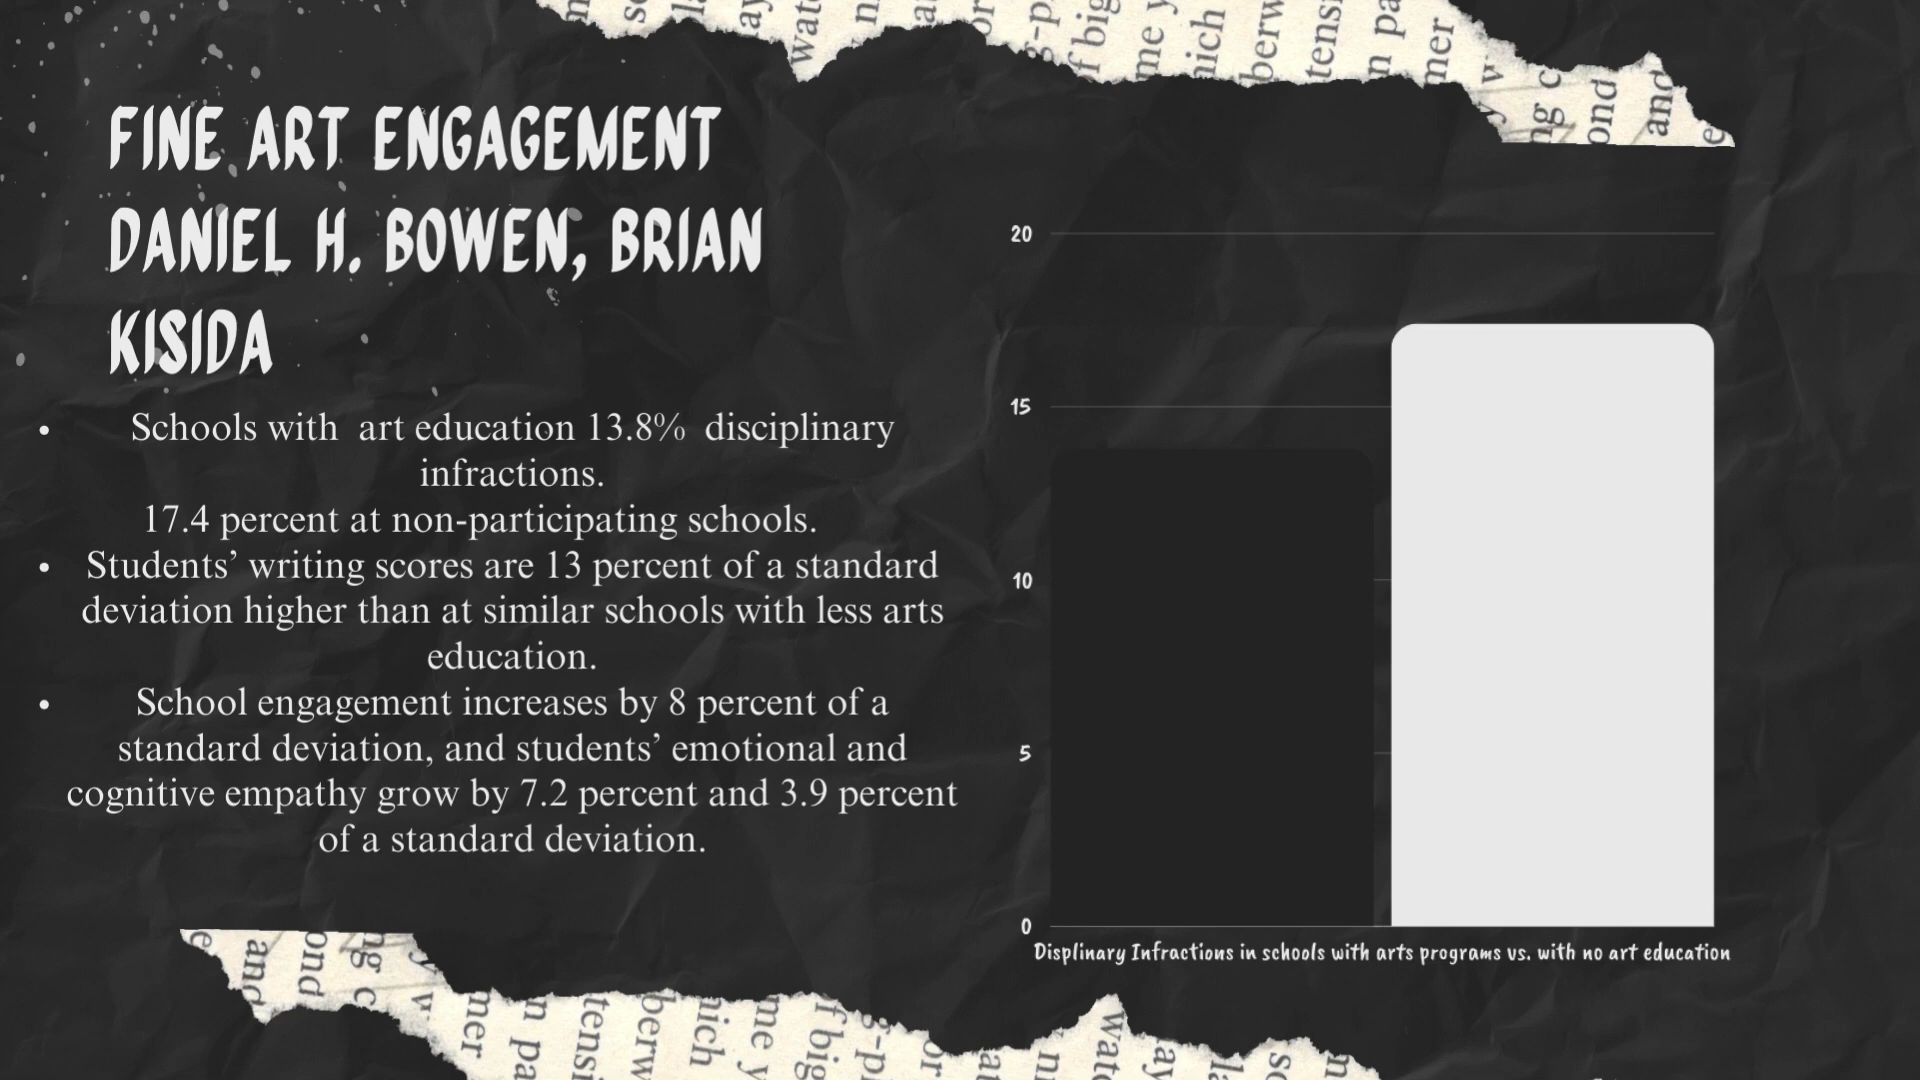 FINE ART ENGAGEMENT
DANIEL H. BOWEN, BRIAN
KISIDA
• Schools with  art education 13.8%  disciplinary
infractions.
17.4 percent at non-participating schools.
• Students’ writing scores are 13 percent of a standard
deviation higher than at similar schools with less arts
education.
• School engagement increases by 8 percent of a
standard deviation, and students’ emotional and
cognitive empathy grow by 7.2 percent and 3.9 percent
of a standard deviation.
20
15
10
5
0
Displinary Infractions in schools with arts programs vs. with no art education